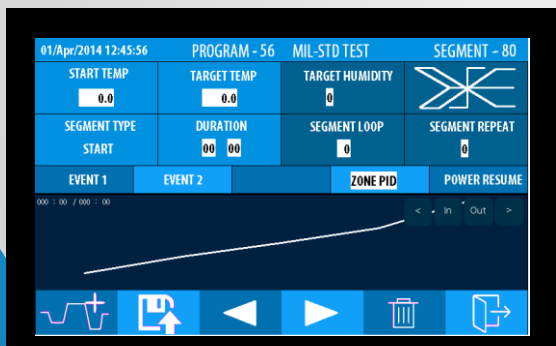 01/Apr/2014 12:45:56 PROGRAM - 56 MIL-STD TEST SEGMENT - 80
START TEMP TARGET TEMP TARGET HUMIDITY
0.0 0.0 0
SEGMENT TYPE DURATION SEGMENT LOOP SEGMENT REPEAT
START 00 00 0 0
EVENT 1 EVENT 2 ZONE PID POWER RESUME
000 : 00 / 000 : 00
< In Out >